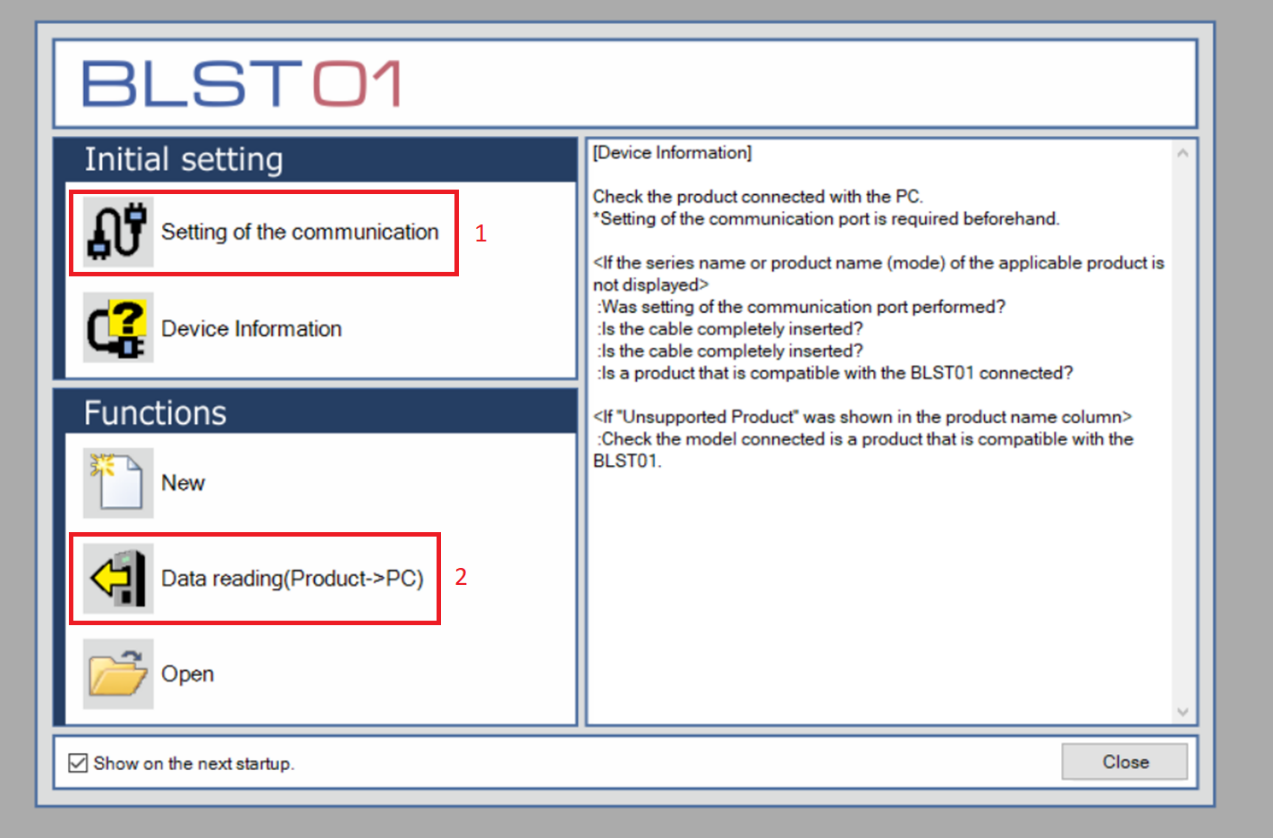 BLST01
Initial setting
Setting of the communication
1
Device Information
Functions
New
Data reading(Product->PC)
2
Open
[Device Information]
Check the product connected with the PC.
*Setting of the communication port is required beforehand.
<If the series name or product name (mode) of the applicable product is
not displayed>
:Was setting of the communication port performed?
:Is the cable completely inserted?
:Is the cable completely inserted?
:Is a product that is compatible with the BLST01 connected?
<If "Unsupported Product" was shown in the product name column>
:Check the model connected is a product that is compatible with the
BLST01.
Show on the next startup.
Close